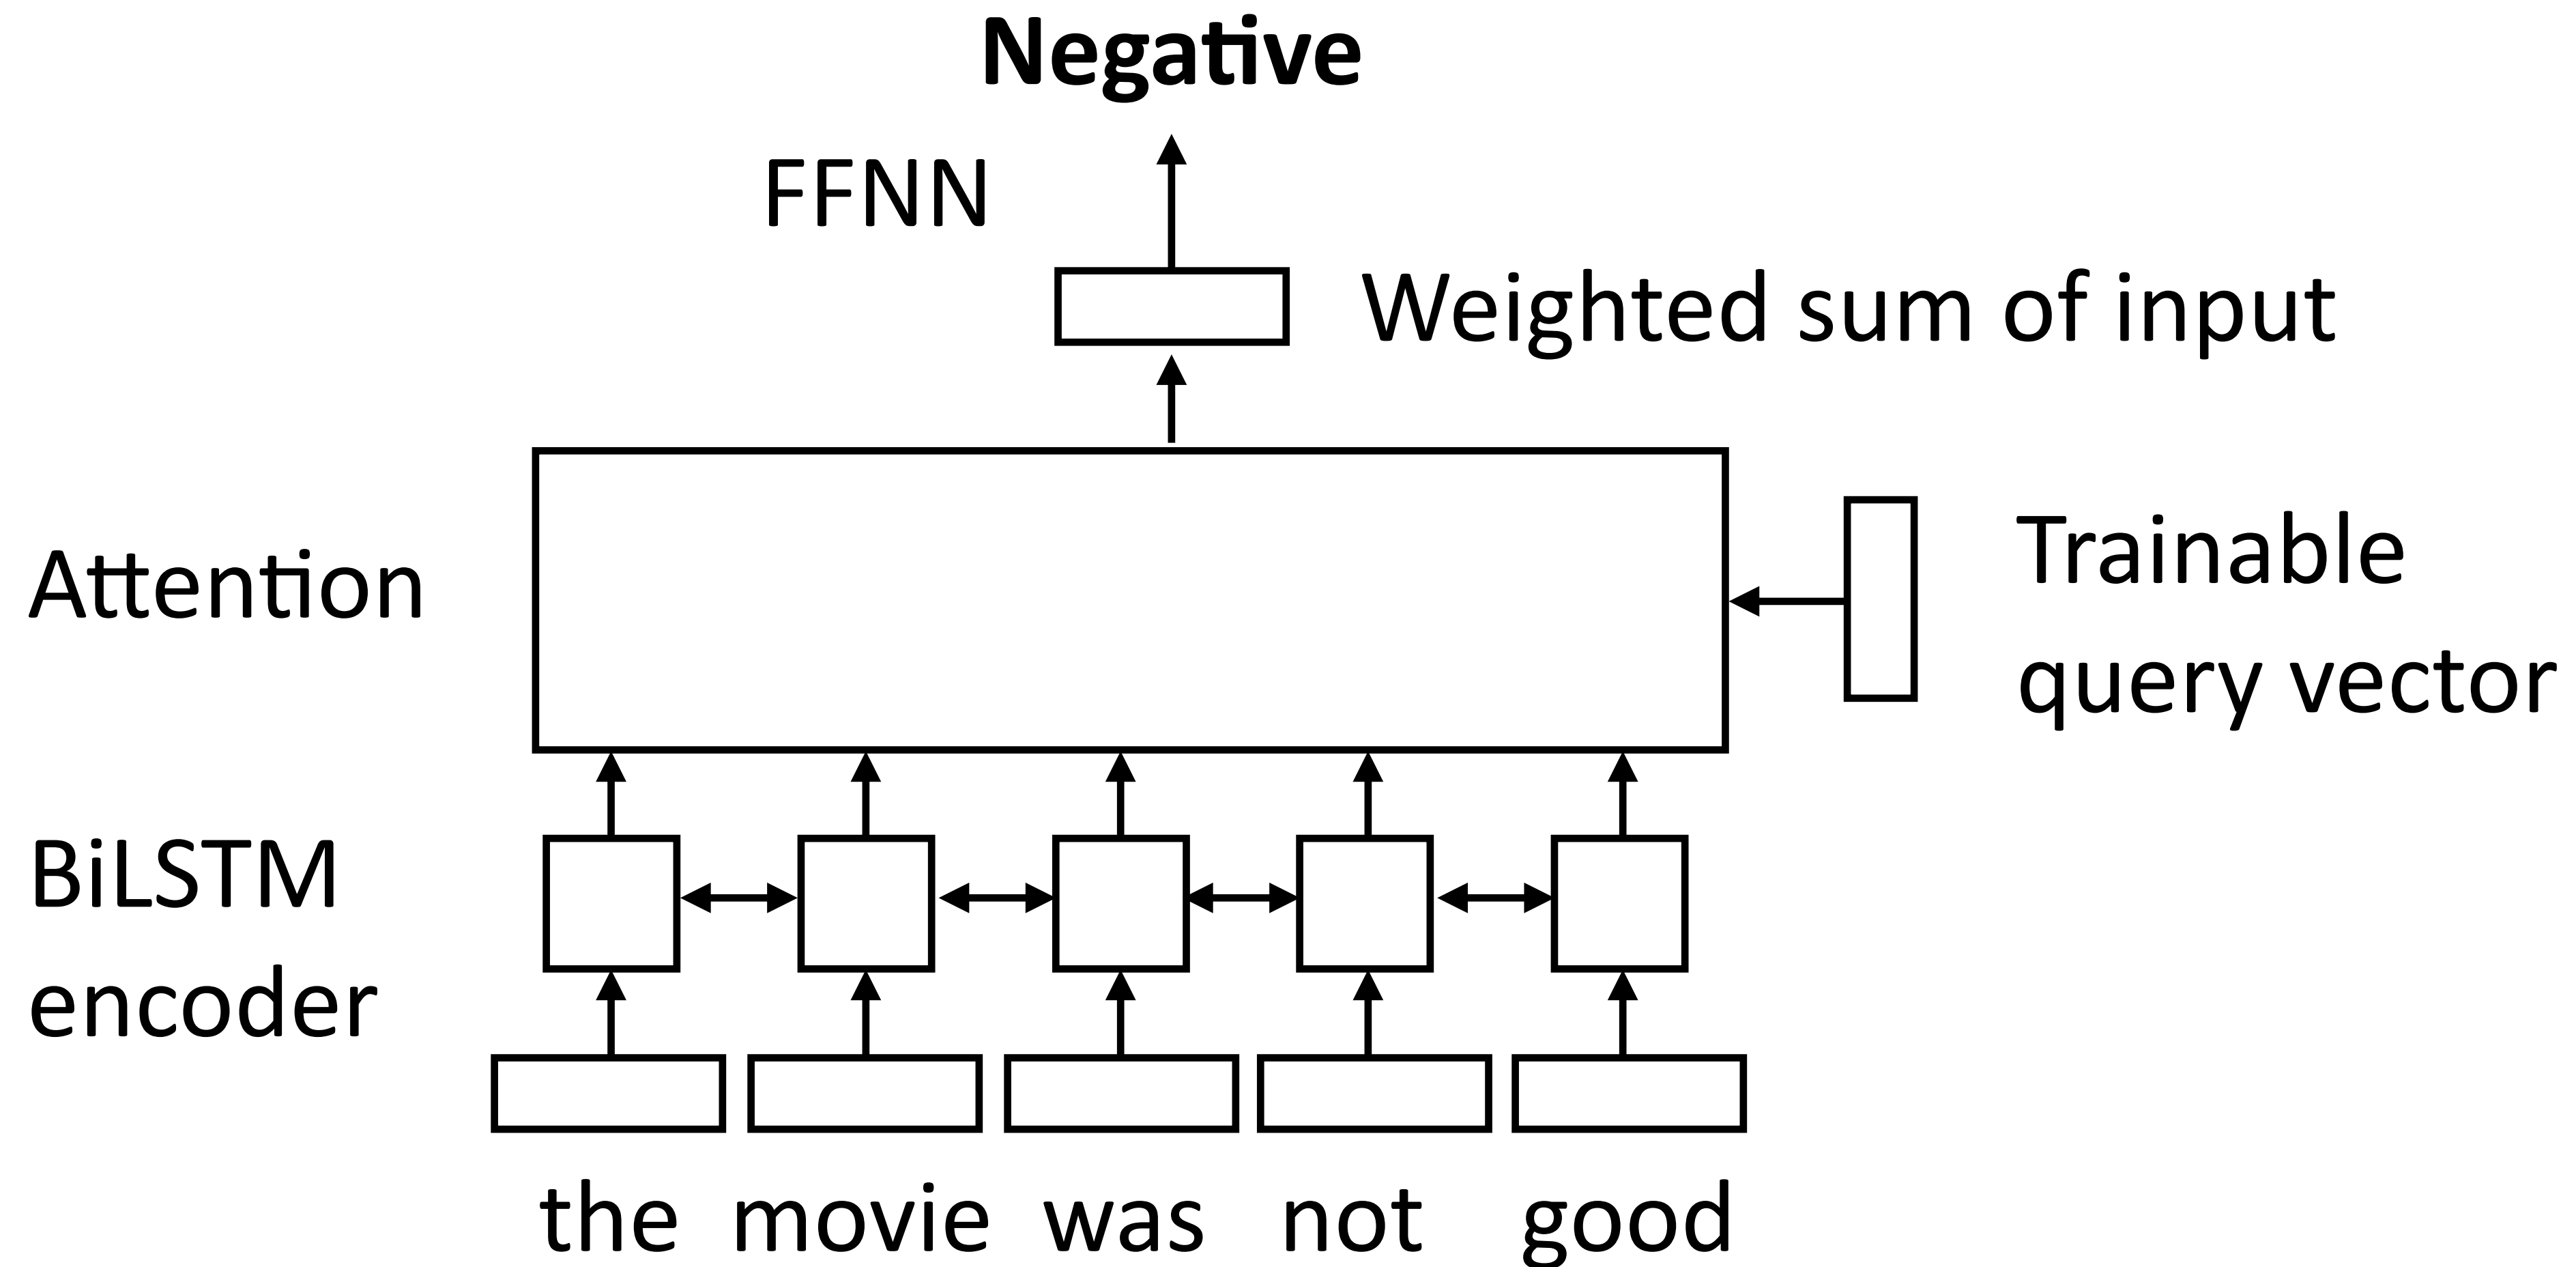 Negative
FFNN
Weighted sum of input
Attention
Trainable
query vector
BiLSTM
encoder
the movie was not good